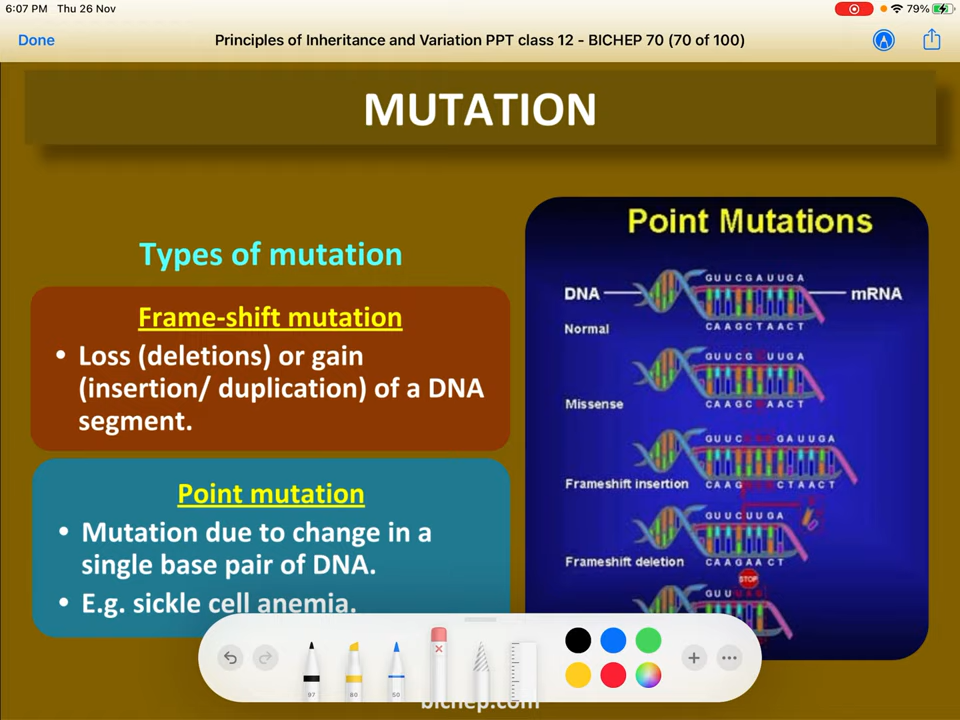 6:07 PM Thu 26 Nov
79%
Done
Principles of Inheritance and Variation PPT class 12 - BICHEP 70 (70 of 100)
MUTATION
Types of mutation
Frame-shift mutation
• Loss (deletions) or gain
(insertion/ duplication) of a DNA
segment.
Point mutation
• Mutation due to change in a
single base pair of DNA.
• E.g. sickle cell anemia.
Point Mutations
GUUCGAUUGA
DNA
mRNA
CAAGCTAACT
Normal
GUUCG UUGA
Missense
CAAGC AACT
GUUC GAUUGA
Frameshift insertion
CAAG CTAACT
GUUCUUGA
Frameshift deletion
CAAGAACT
STOP
GUU
97
80
50
bichep.com